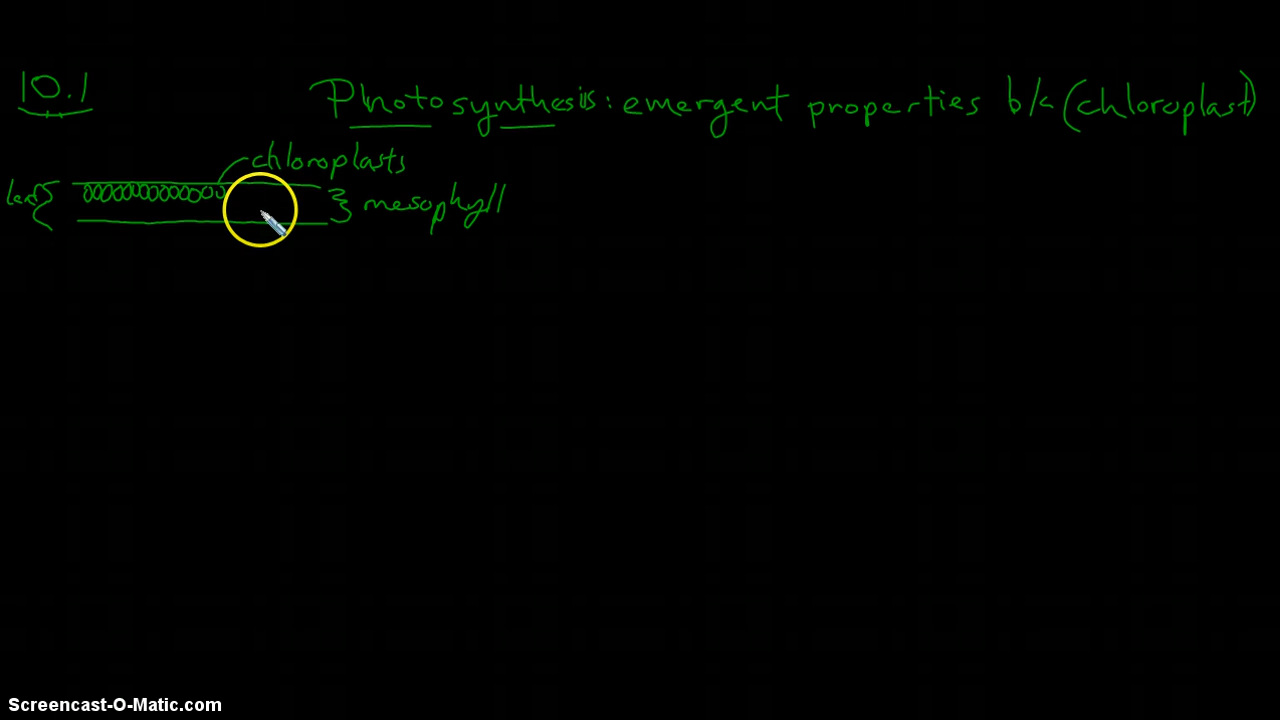 10.1 Photosynthesis: emergent properties b/c (chloroplast)
chloroplasts
leaf mesophyll
Screencast-O-Matic.com